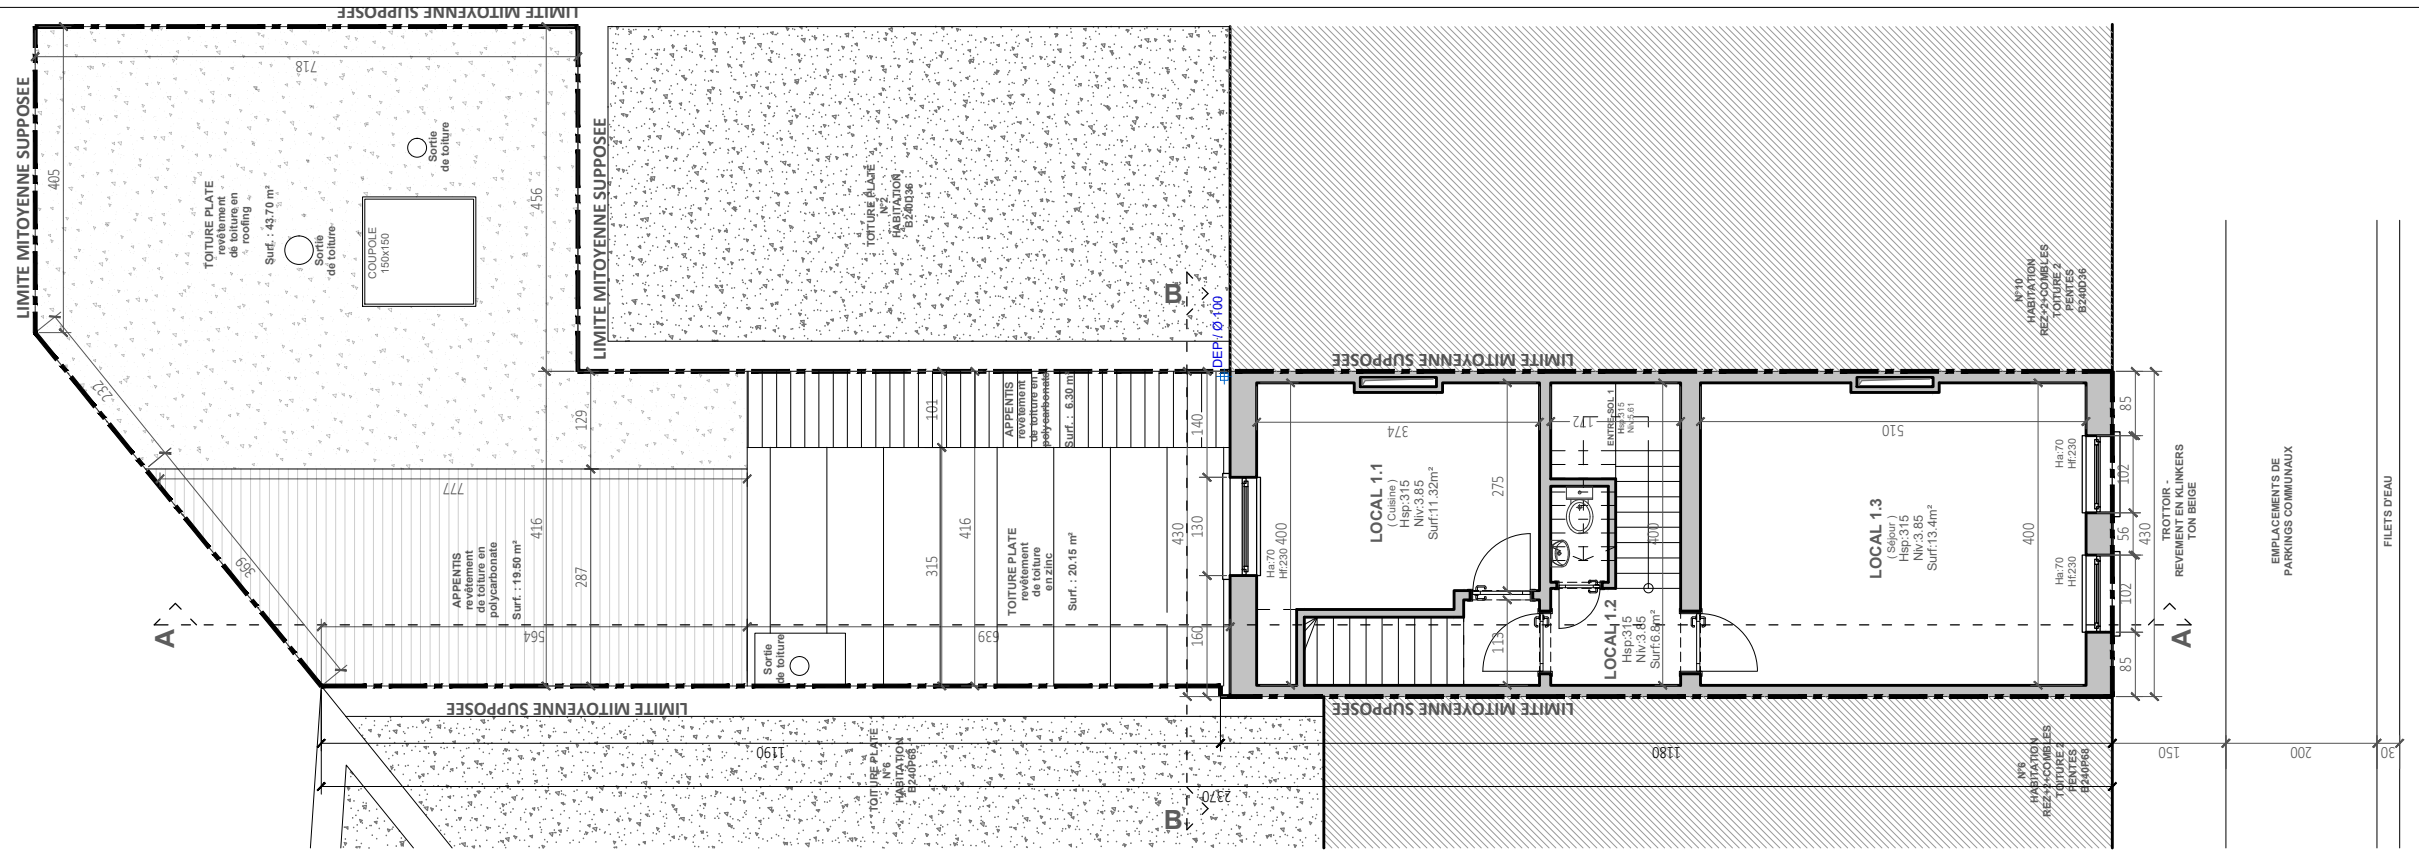 LIMITE MITOYENNE SUPPOSEE
LIMITE MITOYENNE SUPPOSEE
718
405
456
TOITURE PLATE
revêtement
de toiture en
roofing
Surf. : 43.70 m²
Sortie
de toiture
Sortie
de toiture
COUPOLE
150x150
LIMITE MITOYENNE SUPPOSEE
TOITURE PLATE
N°2
HABITATION
B240D36
232
369
129
777
416
287
564
APPENTIS
revêtement
de toiture en
polycarbonate
Surf. : 19.50 m²
101
315
416
639
APPENTIS
revêtement
de toiture en
polycarbonate
Surf. : 6.30 m²
TOITURE PLATE
revêtement
de toiture
en zinc
Surf. : 20.15 m²
Sortie
de toiture
B
DEP / Ø 100
140
430
130
160
Ha:70
Hf:230
400
374
LOCAL 1.1
( Cuisine )
Hsp:315
Niv:3.85
Surf:11.32m²
275
113
172
ENTRE-SOL 1
Hsp:315
Niv:5.61
400
LOCAL 1.2
Hsp:315
Niv:3.85
Surf:6.8m²
510
LOCAL 1.3
( Séjour )
Hsp:315
Niv:3.85
Surf:13.4m²
400
LIMITE MITOYENNE SUPPOSEE
LIMITE MITOYENNE SUPPOSEE
LIMITE MITOYENNE SUPPOSEE
N°10
HABITATION
REZ+2+COMBLES
TOITURE 2
PENTES
B240D36
Ha:70
Hf:230
Ha:70
Hf:230
85
102
56
102
85
430
TROTTOIR -
REVEMENT EN KLINKERS
TON BEIGE
EMPLACEMENTS DE
PARKINGS COMMUNAUX
FILETS D'EAU
A
A
TOITURE PLATE
N°6
HABITATION
B240P68
1190
1180
2370
B
N°6
HABITATION
REZ+2+COMBLES
TOITURE 2
PENTES
B240P68
150
200
30